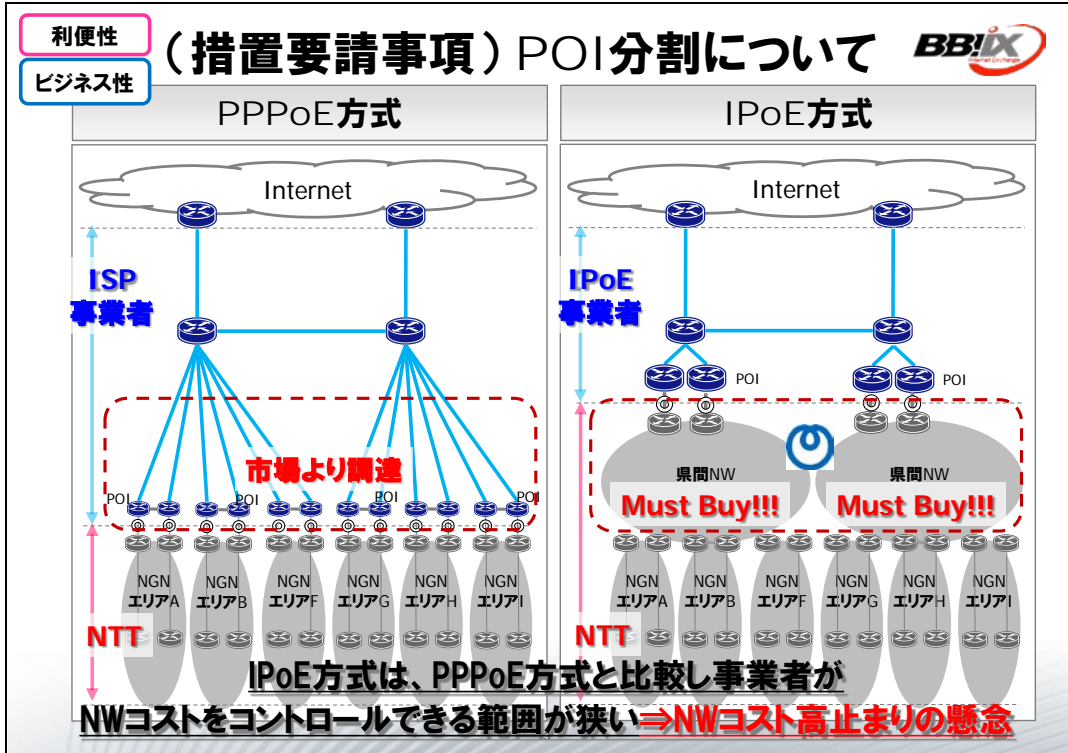 利便性
ビジネス性
(措置要請事項)POI分割について
BBIX
Internet Exchange
PPPoE方式
IPoE方式
Internet
Internet
ISP
事業者
IPoE
事業者
POI
POI
市場より調達
POI
POI
POI
POI
県間NW
県間NW
Must Buy!!!
Must Buy!!!
NGN
エリアA
NGN
エリアB
NGN
エリアF
NGN
エリアG
NGN
エリアH
NGN
エリアI
NGN
エリアA
NGN
エリアB
NGN
エリアF
NGN
エリアG
NGN
エリアH
NGN
エリアI
NTT
NTT
IPoE方式は、PPPoE方式と比較し事業者が
NWコストをコントロールできる範囲が狭い⇒NWコスト高止まりの懸念